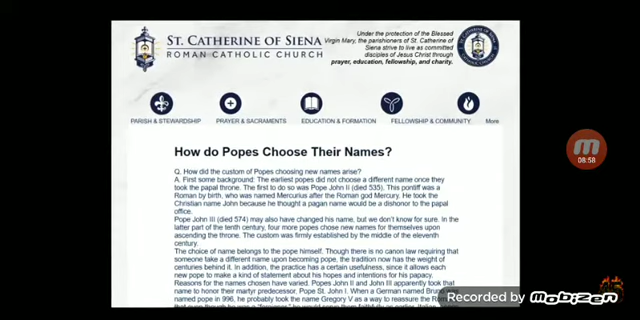 ST. CATHERINE OF SIENA
ROMAN CATHOLIC CHURCH
Under the protection of the Blessed
Virgin Mary, the parishioners of St. Catherine of
Siena strive to live as committed
disciples of Jesus Christ through
prayer, education, fellowship, and charity.
PARISH & STEWARDSHIP
PRAYER & SACRAMENTS
EDUCATION & FORMATION
FELLOWSHIP & COMMUNITY
More
08:58
How do Popes Choose Their Names?
Q. How did the custom of Popes choosing new names arise?
A. First some background: The earliest popes did not choose a different name once they
took the papal throne. The first to do so was Pope John II (died 535). This pontiff was a
Roman by birth, who was named Mercurius after the Roman god Mercury. He took the
Christian name John because he thought a pagan name would be a dishonor to the papal
office.
Pope John III (died 574) may also have changed his name, but we don't know for sure. In the
latter part of the tenth century, four more popes chose new names for themselves upon
ascending the throne. The custom was firmly established by the middle of the eleventh
century.
The choice of name belongs to the pope himself. Though there is no canon law requiring that
someone take a different name upon becoming pope, the tradition now has the weight of
centuries behind it. In addition, the practice has a certain usefulness, since it allows each
new pope to make a kind of statement about his hopes and intentions for his papacy.
Reasons for the names chosen have varied. Popes John II and John III apparently took that
name to honor their martyr predecessor, Pope St. John I. When a German named Bruno was
named pope in 996, he probably took the name Gregory V as a way to reassure the
Recorded by mobizen